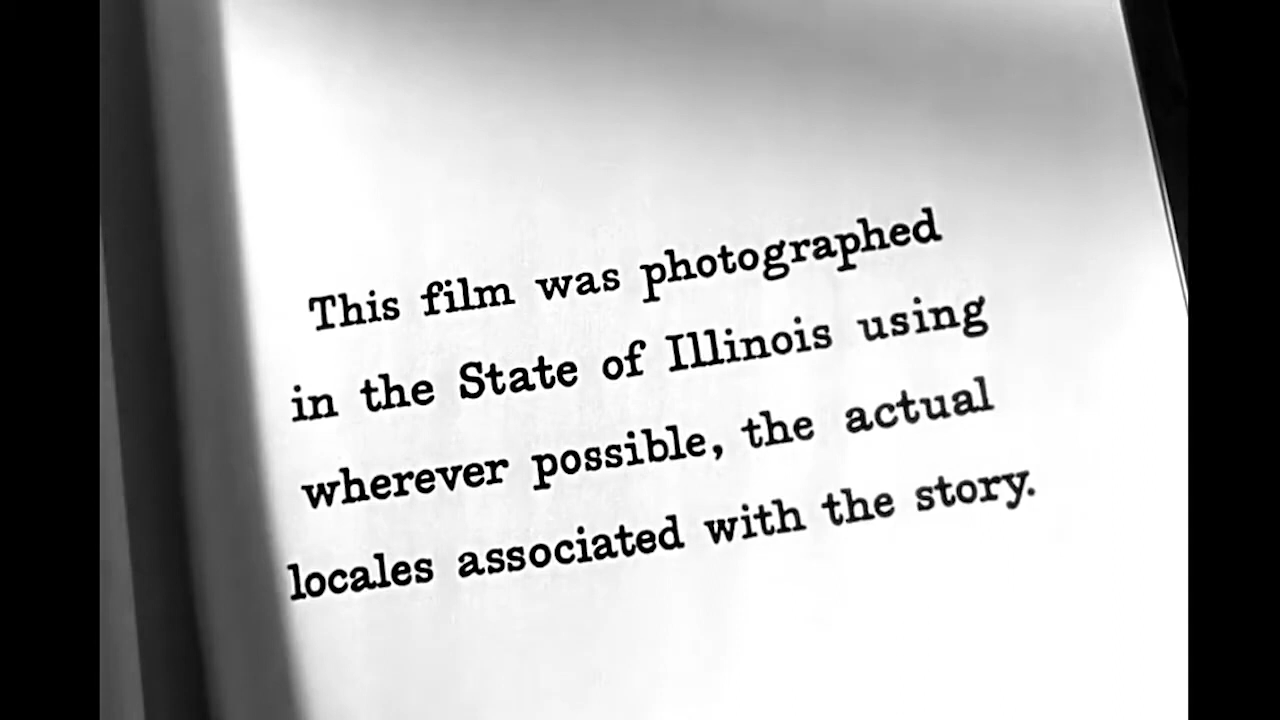 This film was photographed
in the State of Illinois using
wherever possible, the actual
locales associated with the story.